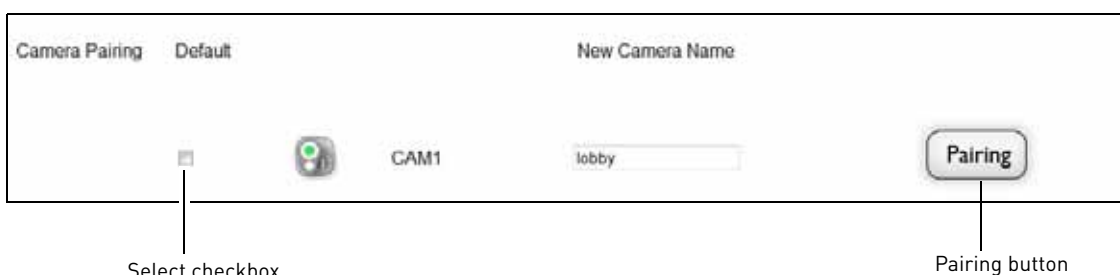 Camera Pairing Default New Camera Name
CAM1 lobby Pairing
Select checkbox Pairing button